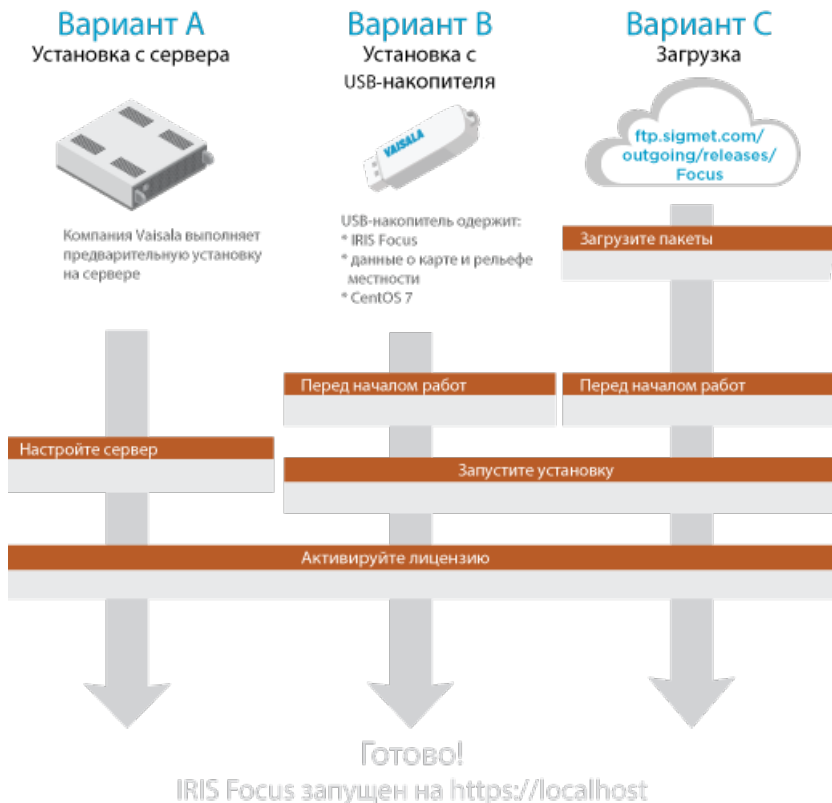 Вариант A
Установка с сервера
Компания Vaisala выполняет
предварительную установку
на сервере
Вариант B
Установка с
USB-накопителя
VAISALA
USB-накопитель одержит:
* IRIS Focus
* данные о карте и рельефе
местности
* CentOS 7
Вариант C
Загрузка
ftp.sigmet.com/
outgoing/releases/
Focus
Загрузите пакеты
Перед началом работ
Перед началом работ
Настройте сервер
Запустите установку
Активируйте лицензию
Готово!
IRIS Focus запущен на https://localhost